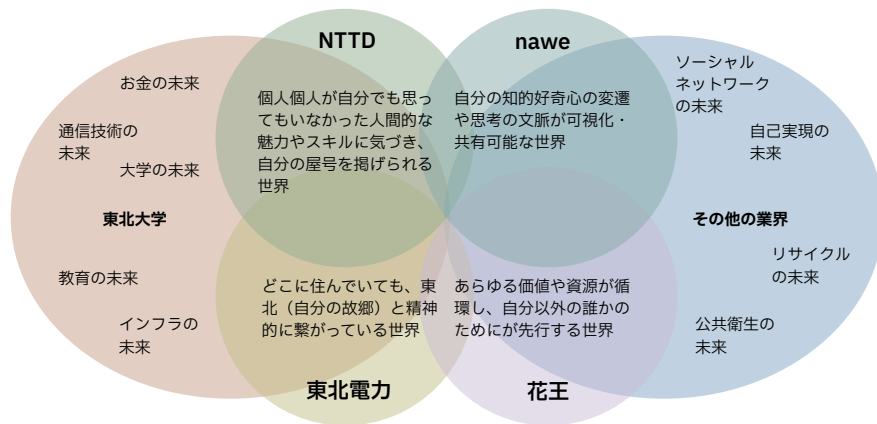 NTTD
nawe
お金の未来
通信技術の
未来
大学の未来
東北大学
教育の未来
インフラの
未来
個人個人が自分でも思っ
てもいなかった人間的な
魅力やスキルに気づき、
自分の屋号を掲げられる
世界
自分の知的好奇心の変遷
や思考の文脈が可視化・
共有可能な世界
どこに住んでいても、東
北（自分の故郷）と精神
的に繋がっている世界
あらゆる価値や資源が循
環し、自分以外の誰かの
ためにが先行する世界
ソーシャル
ネットワーク
の未来
自己実現の
未来
その他の業界
リサイクル
の未来
公共衛生の
未来
東北電力
花王